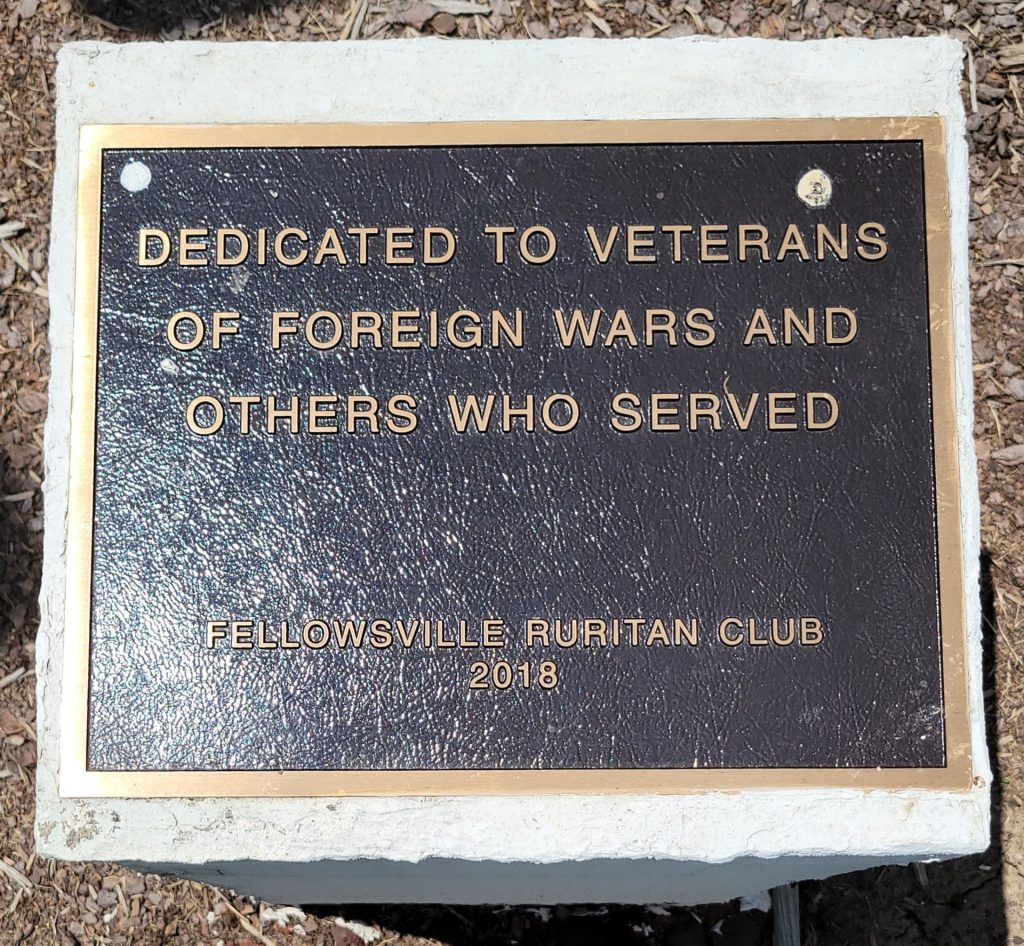 DEDICATED TO VETERANS
OF FOREIGN WARS AND
OTHERS WHO SERVED
FELLOWSVILLE RURITAN CLUB
2018